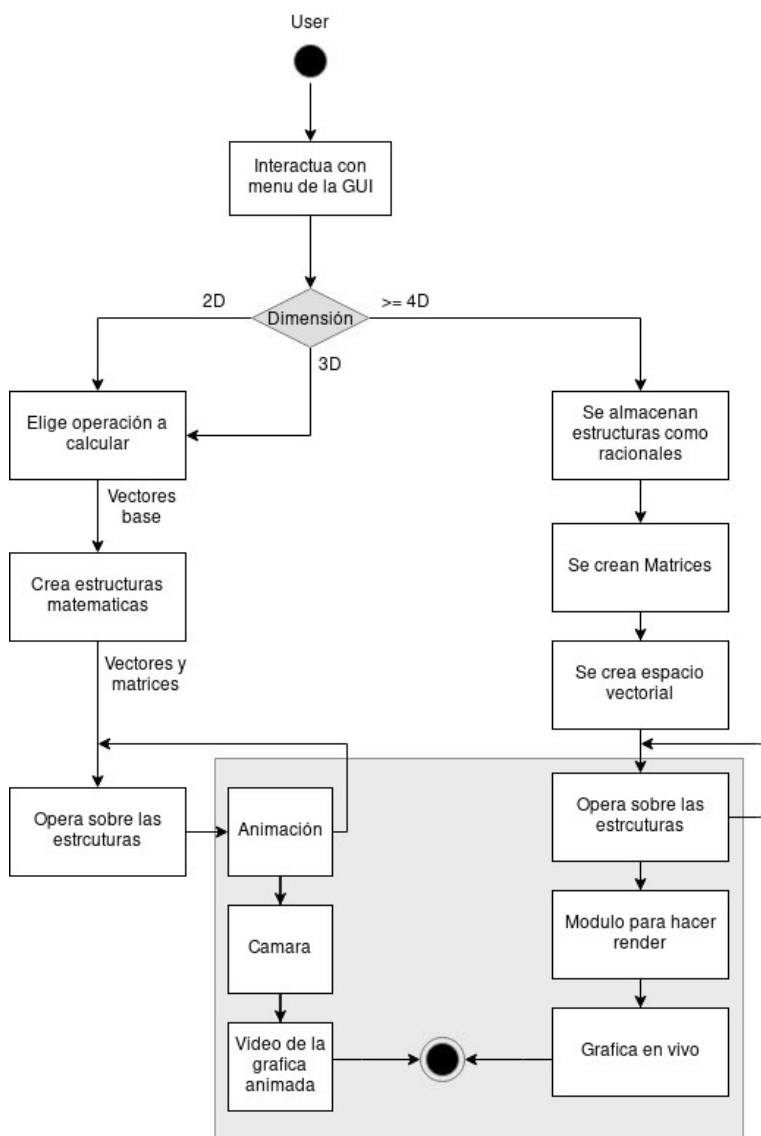 User
Interactua con
menu de la GUI
2D
>= 4D
Dimensión
3D
Elige operación a
calcular
Se almacenan
estructuras como
racionales
Vectores
base
Crea estructuras
matematicas
Se crean Matrices
Vectores y
matrices
Se crea espacio
vectorial
Opera sobre las
estrcuturas
Animación
Opera sobre las
estrcuturas
Camara
Modulo para hacer
render
Video de la
grafica
animada
Grafica en vivo